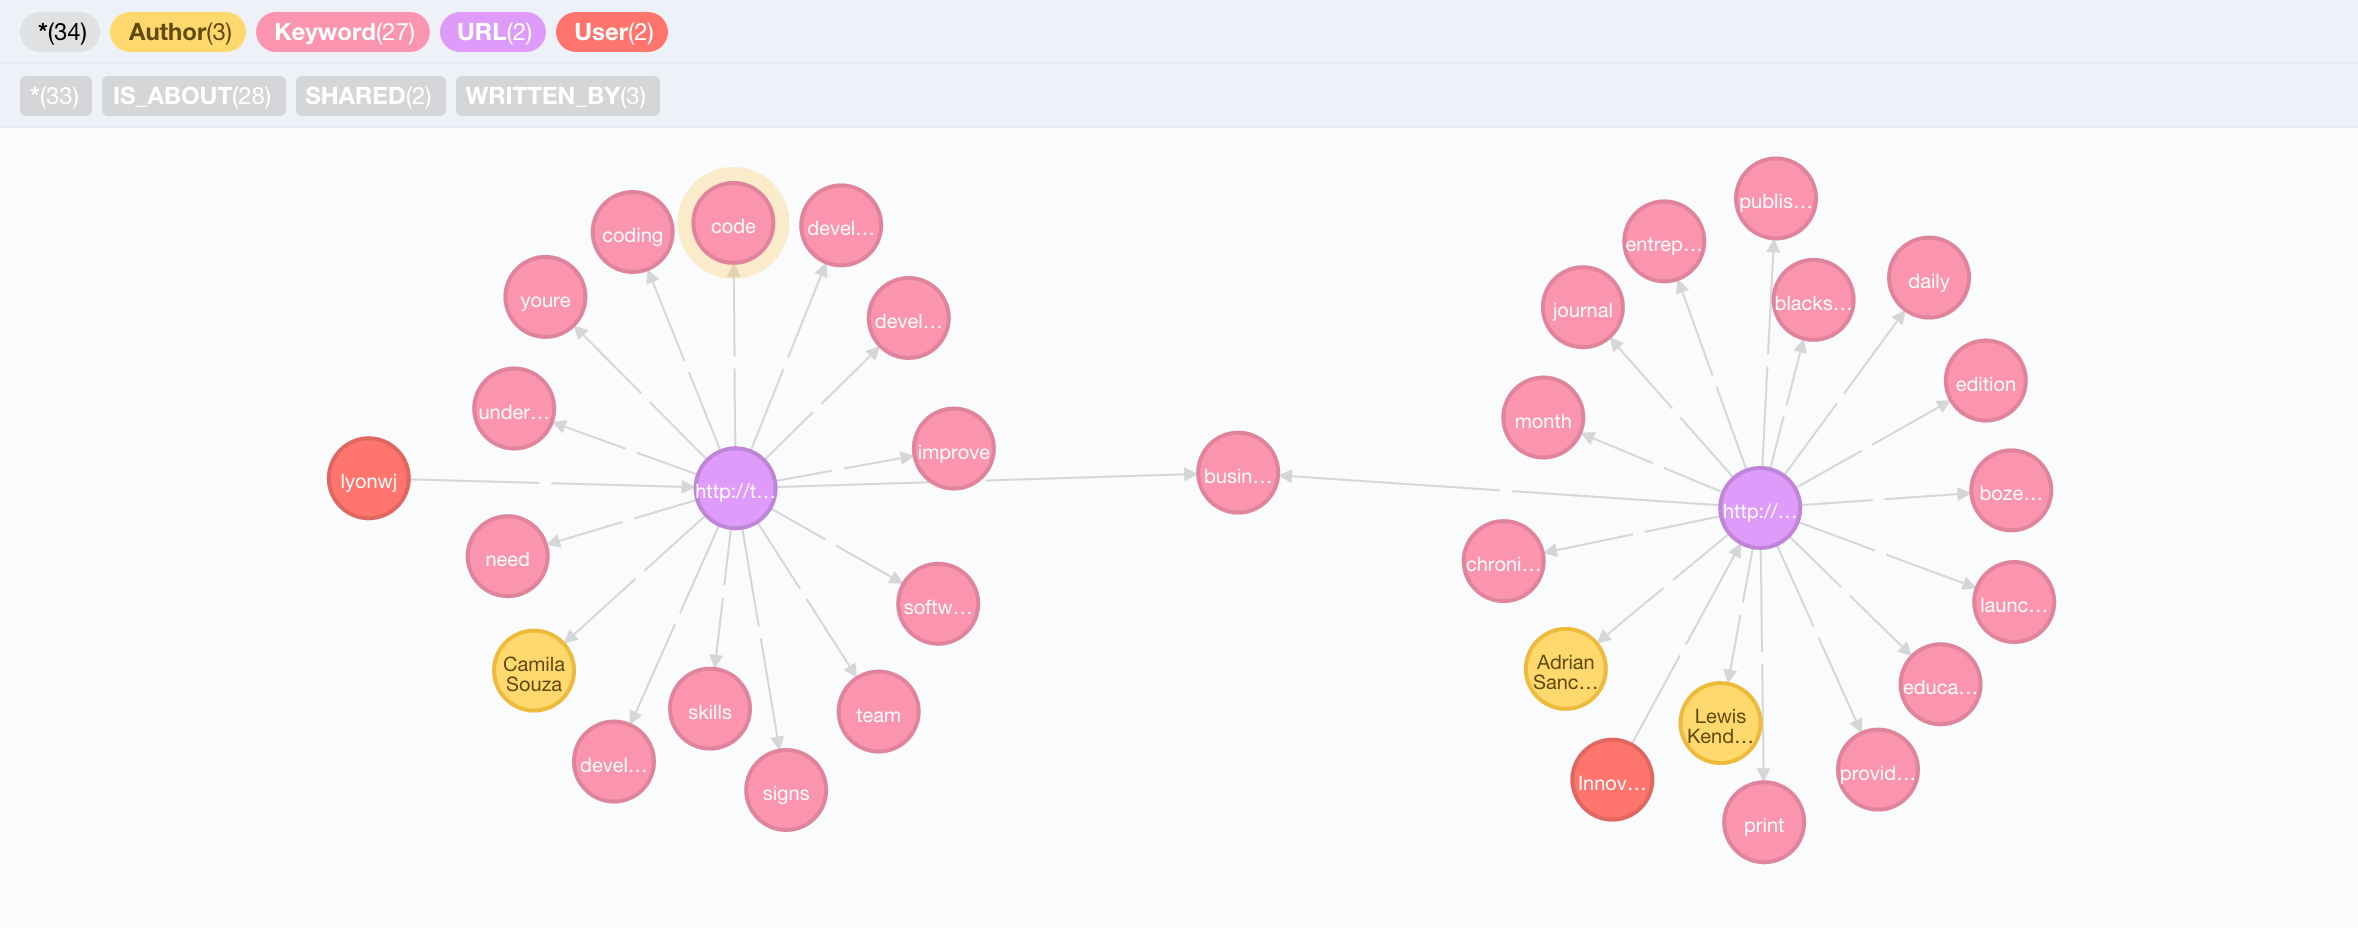 *(34) Author(3) Keyword(27) URL(2) User(2)
*(33) IS_ABOUT(28) SHARED(2) WRITTEN_BY(3)
coding
code
devel...
youre
devel...
under...
improve
lyonwj
http://t...
busin...
need
softw...
Camila
Souza
skills
team
devel...
signs
publis...
entrep...
daily
journal
blacks...
edition
month
boze...
http://...
chroni...
launc...
Adrian
Sanc...
educa...
Lewis
Kend...
Innov...
provid...
print